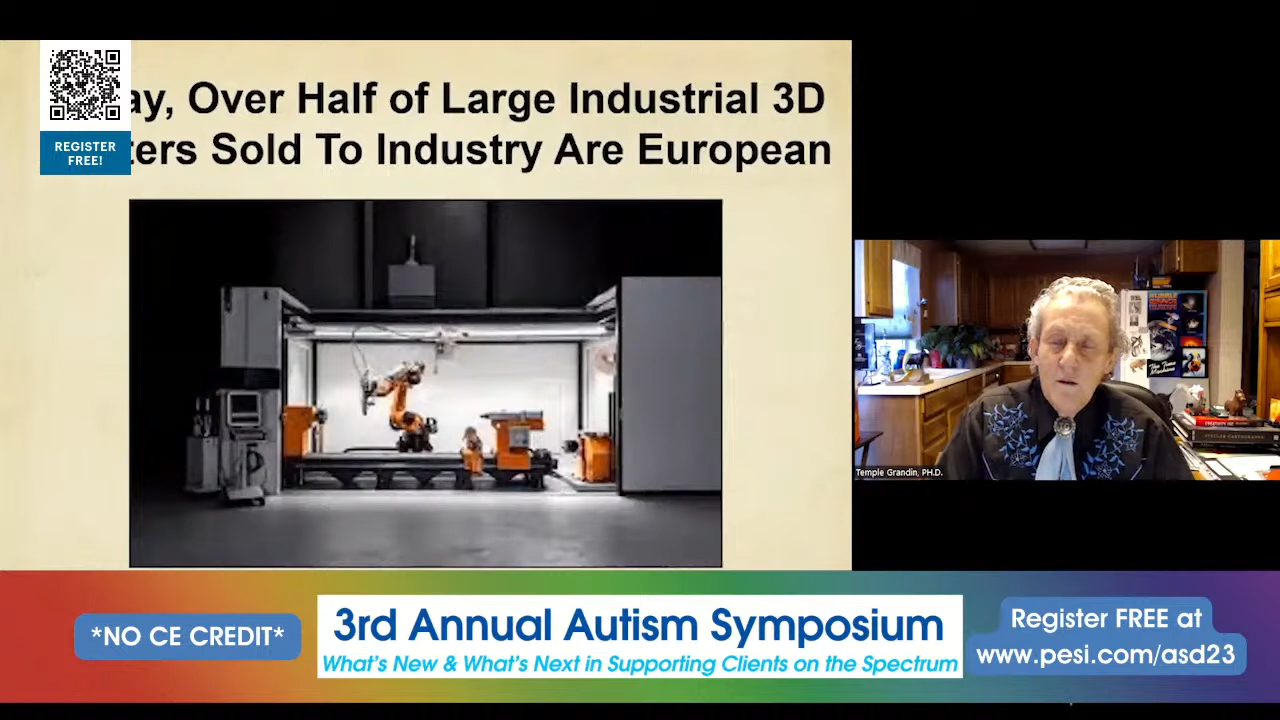 ay, Over Half of Large Industrial 3D
ters Sold To Industry Are European
REGISTER
FREE!
Temple Grandin, PH.D.
*NO CE CREDIT*
3rd Annual Autism Symposium
What's New & What's Next in Supporting Clients on the Spectrum
Register FREE at
www.pesi.com/asd23